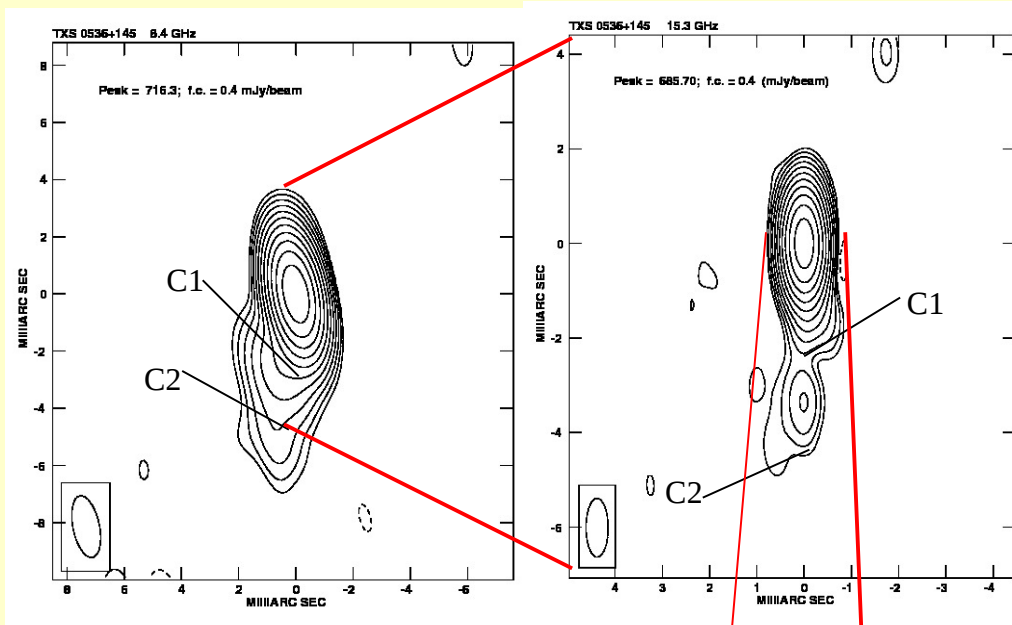 TXS 0536+145 8.4 GHz
Peak = 716.3; f.c. = 0.4 mJy/beam
MilliARC SEC
8
6
4
2
0
-2
-4
-6
-8
C1
C2
8 6 4 2 0 -2 -4 -6
MilliARC SEC
TXS 0536+145 15.3 GHz
Peak = 685.70; f.c. = 0.4 (mJy/beam)
MilliARC SEC
4
2
0
-2
-4
-6
C1
C2
4 3 2 1 0 -1 -2 -3 -4
MilliARC SEC